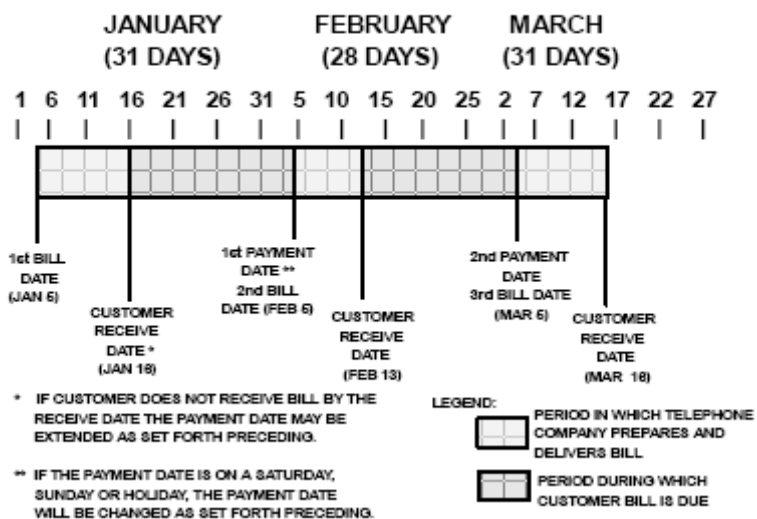 JANUARY FEBRUARY MARCH
(31 DAYS) (28 DAYS) (31 DAYS)
1 6 11 16 21 26 31 5 10 15 20 25 2 7 12 17 22 27
1st BILL
DATE
(JAN 5)
CUSTOMER
RECEIVE
DATE *
(JAN 16)
1st PAYMENT
DATE **
2nd BILL
DATE (FEB 5)
CUSTOMER
RECEIVE
DATE
(FEB 13)
2nd PAYMENT
DATE
3rd BILL DATE
(MAR 5)
CUSTOMER
RECEIVE
DATE
(MAR 16)
* IF CUSTOMER DOES NOT RECEIVE BILL BY THE
RECEIVE DATE THE PAYMENT DATE MAY BE
EXTENDED AS SET FORTH PRECEDING.
** IF THE PAYMENT DATE IS ON A SATURDAY,
SUNDAY OR HOLIDAY, THE PAYMENT DATE
WILL BE CHANGED AS SET FORTH PRECEDING.
LEGEND:
PERIOD IN WHICH TELEPHONE
COMPANY PREPARES AND
DELIVERS BILL
PERIOD DURING WHICH
CUSTOMER BILL IS DUE